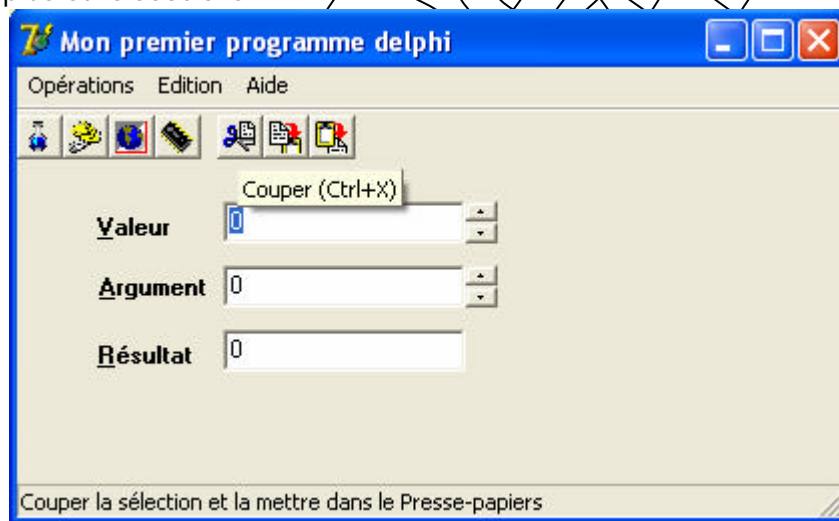 Mon premier programme delphi
Opérations Edition Aide
Couper (Ctrl+X)
Valeur 0
Argument 0
Résultat 0
Couper la sélection et la mettre dans le Presse-papiers